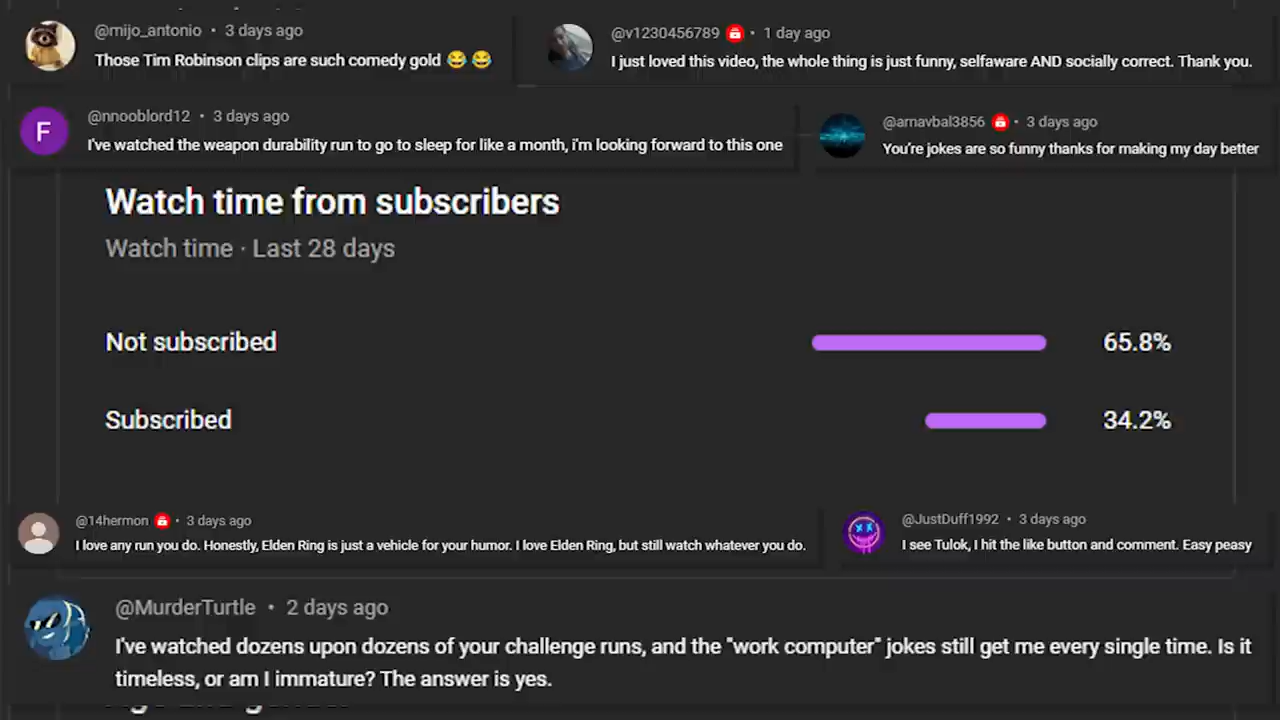 @mijo_antonio • 3 days ago
Those Tim Robinson clips are such comedy gold 😂 😂
@v1230456789 • 1 day ago
I just loved this video, the whole thing is just funny, selfaware AND socially correct. Thank you.
F
@nnooblord12 • 3 days ago
I've watched the weapon durability run to go to sleep for like a month, i'm looking forward to this one
@arnavbal3856 • 3 days ago
You're jokes are so funny thanks for making my day better
Watch time from subscribers
Watch time · Last 28 days
Not subscribed 65.8%
Subscribed 34.2%
@14hermon • 3 days ago
I love any run you do. Honestly, Elden Ring is just a vehicle for your humor. I love Elden Ring, but still watch whatever you do.
@JustDuff1992 • 3 days ago
I see Tulok, I hit the like button and comment. Easy peasy
@MurderTurtle • 2 days ago
I've watched dozens upon dozens of your challenge runs, and the "work computer" jokes still get me every single time. Is it
timeless, or am I immature? The answer is yes.